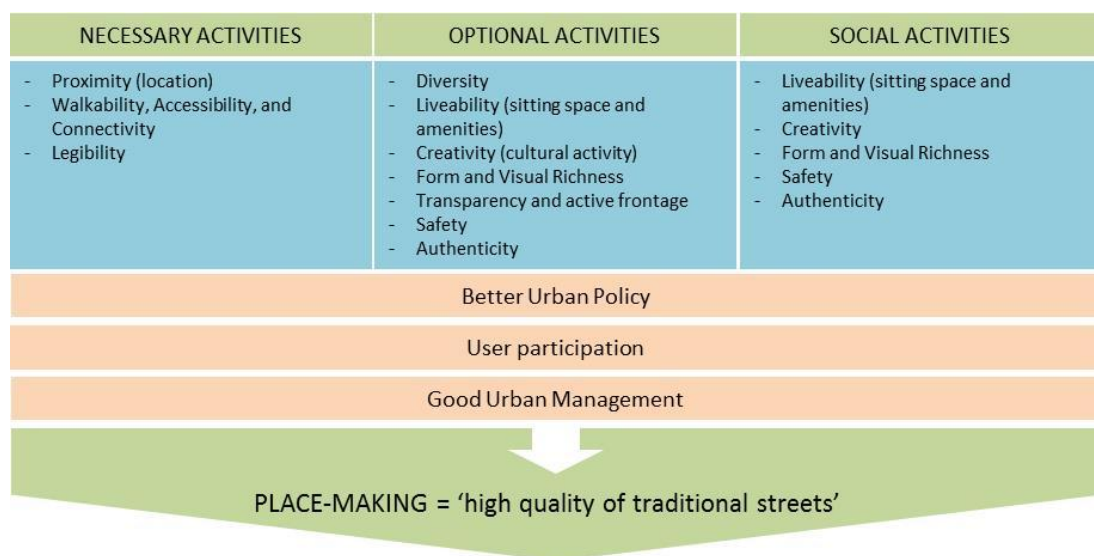 NECESSARY ACTIVITIES
- Proximity (location)
- Walkability, Accessibility, and
Connectivity
- Legibility
OPTIONAL ACTIVITIES
- Diversity
- Liveability (sitting space and
amenities)
- Creativity (cultural activity)
- Form and Visual Richness
- Transparency and active frontage
- Safety
- Authenticity
SOCIAL ACTIVITIES
- Liveability (sitting space and
amenities)
- Creativity
- Form and Visual Richness
- Safety
- Authenticity
Better Urban Policy
User participation
Good Urban Management
PLACE-MAKING = ‘high quality of traditional streets’